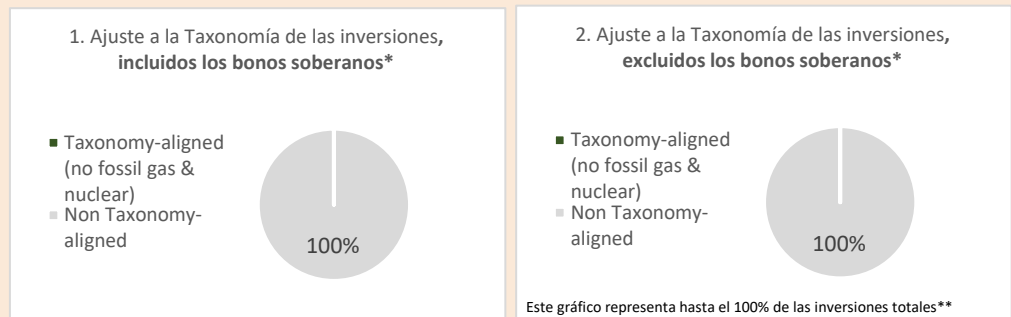 1. Ajuste a la Taxonomía de las inversiones,
incluidos los bonos soberanos*
Taxonomy-aligned
(no fossil gas &
nuclear)
Non Taxonomy-
aligned
100%
2. Ajuste a la Taxonomía de las inversiones,
excluidos los bonos soberanos*
Taxonomy-aligned
(no fossil gas &
nuclear)
Non Taxonomy-
aligned
100%
Este gráfico representa hasta el 100% de las inversiones totales**